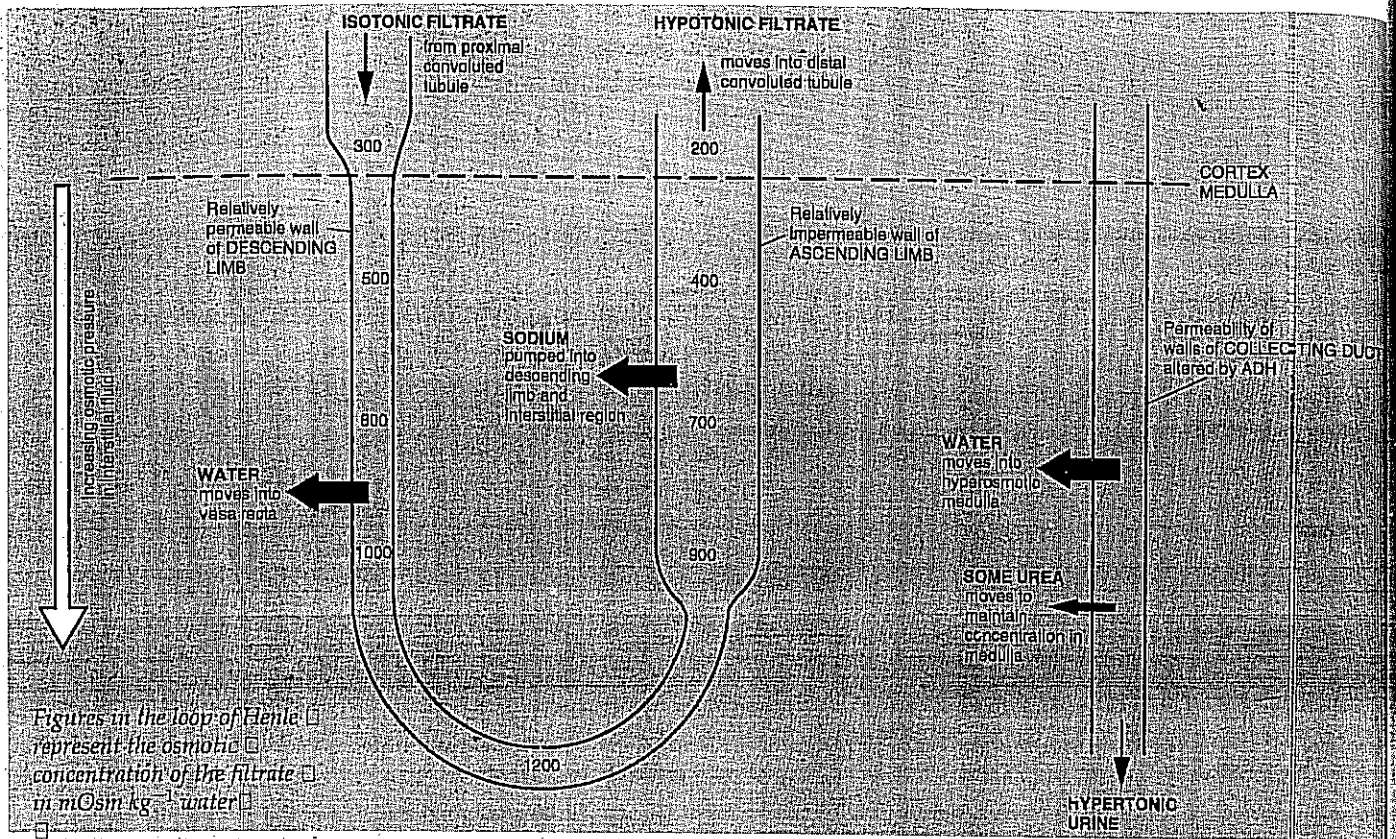 ISOTONIC FILTRATE
from proximal
convoluted
tubule
300
HYPOTONIC FILTRATE
moves into distal
convoluted tubule
200
CORTEX
MEDULLA
Relatively
permeable wall
of DESCENDING
LIMB
500
Relatively
impermeable wall of
ASCENDING LIMB
400
Increasing osmotic pressure
in interstitial fluid
SODIUM
pumped into
descending
limb and
interstitial region
Permeability of
walls of COLLECTING DUCT
altered by ADH
800
700
WATER
moves into
vasa recta
WATER
moves into
hyperosmotic
medulla
1000
900
SOME UREA
moves to
maintain
concentration in
medulla
1200
Figures in the loop of Henle
represent the osmotic
concentration of the filtrate
in mOsm kg⁻¹ water
HYPERTONIC
URINE